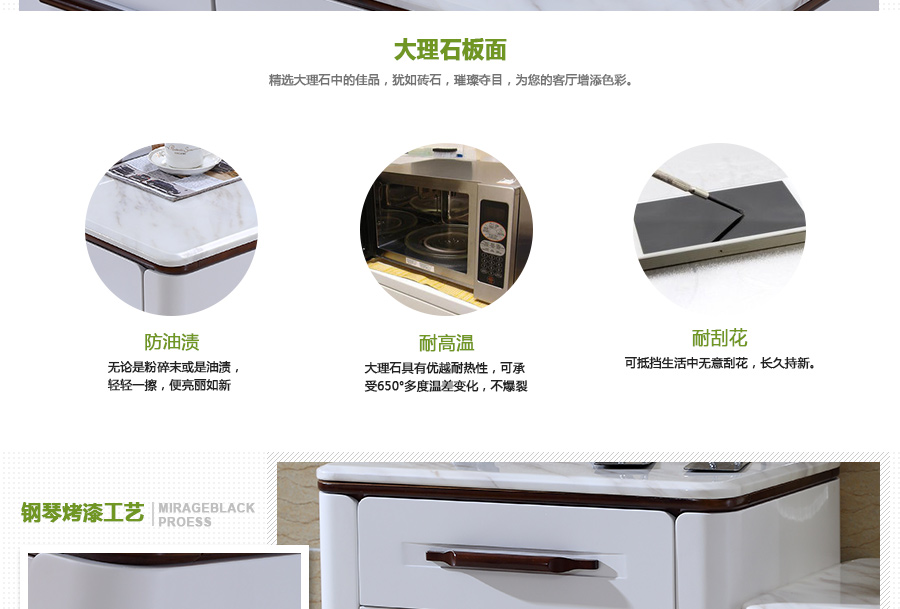 大理石板面
精选大理石中的佳品，犹如砖石，璀璨夺目，为您的客厅增添色彩。
防油渍
无论是粉碎末或是油渍，
轻轻一擦，便亮丽如新
耐高温
大理石具有优越耐热性，可承
受650°多度温差变化，不爆裂
耐刮花
可抵挡生活中无意刮花，长久持新。
钢琴烤漆工艺
MIRAGEBLACK
PROESS